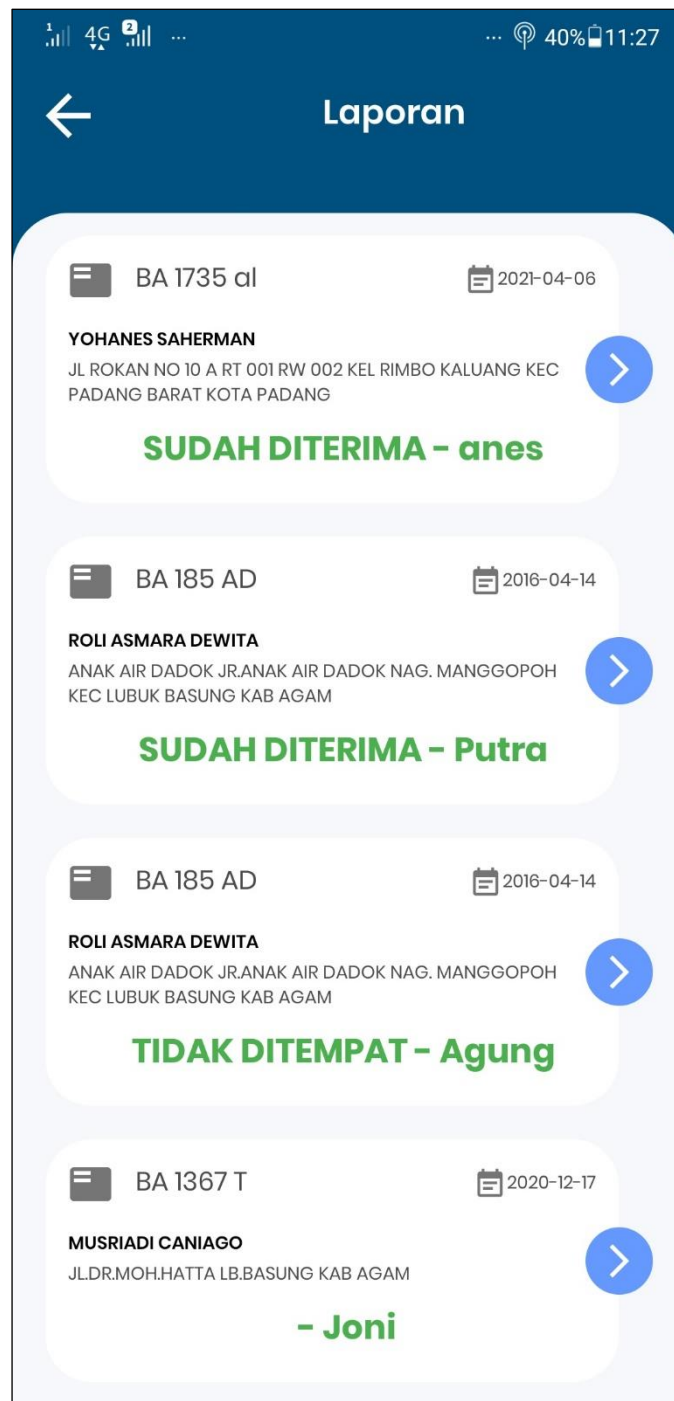 1 4G 2 ... ... 40% 11:27
Laporan
BA 1735 al 2021-04-06
YOHANES SAHERMAN
JL ROKAN NO 10 A RT 001 RW 002 KEL RIMBO KALUANG KEC
PADANG BARAT KOTA PADANG
SUDAH DITERIMA - anes
BA 185 AD 2016-04-14
ROLI ASMARA DEWITA
ANAK AIR DADOK JR.ANAK AIR DADOK NAG. MANGGOPOH
KEC LUBUK BASUNG KAB AGAM
SUDAH DITERIMA - Putra
BA 185 AD 2016-04-14
ROLI ASMARA DEWITA
ANAK AIR DADOK JR.ANAK AIR DADOK NAG. MANGGOPOH
KEC LUBUK BASUNG KAB AGAM
TIDAK DITEMPAT - Agung
BA 1367 T 2020-12-17
MUSRIADI CANIAGO
JL.DR.MOH.HATTA LB.BASUNG KAB AGAM
- Joni